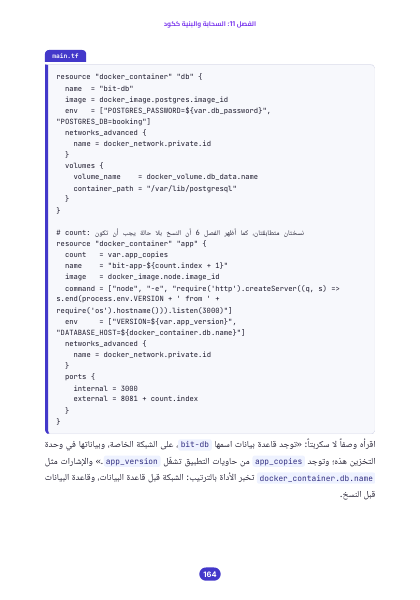 الفصل 11: السحابة والبنية ككود
main.tf
resource "docker_container" "db" {
  name  = "bit-db"
  image = docker_image.postgres.image_id
  env   = ["POSTGRES_PASSWORD=${var.db_password}",
"POSTGRES_DB=booking"]
  networks_advanced {
    name = docker_network.private.id
  }
  volumes {
    volume_name    = docker_volume.db_data.name
    container_path = "/var/lib/postgresql"
  }
}
# count: نسختان متطابقتان، كما أظهر الفصل 6 أن النسخ بلا حالة يجب أن تكون
resource "docker_container" "app" {
  count   = var.app_copies
  name    = "bit-app-${count.index + 1}"
  image   = docker_image.node.image_id
  command = ["node", "-e", "require('http').createServer((q, s) =>
s.end(process.env.VERSION + ' from ' +
require('os').hostname())).listen(3000)"]
  env     = ["VERSION=${var.app_version}",
"DATABASE_HOST=${docker_container.db.name}"]
  networks_advanced {
    name = docker_network.private.id
  }
  ports {
    internal = 3000
    external = 8081 + count.index
  }
}
اقرأه وصفاً لا سكربتاً: «توجد قاعدة بيانات اسمها bit-db، على الشبكة الخاصة، وبياناتها في وحدة
التخزين هذه؛ وتوجد app_copies من حاويات التطبيق تشغّل app_version.» والإشارات مثل
docker_container.db.name تخبر الأداة بالترتيب: الشبكة قبل قاعدة البيانات، وقاعدة البيانات
قبل النسخ.
164